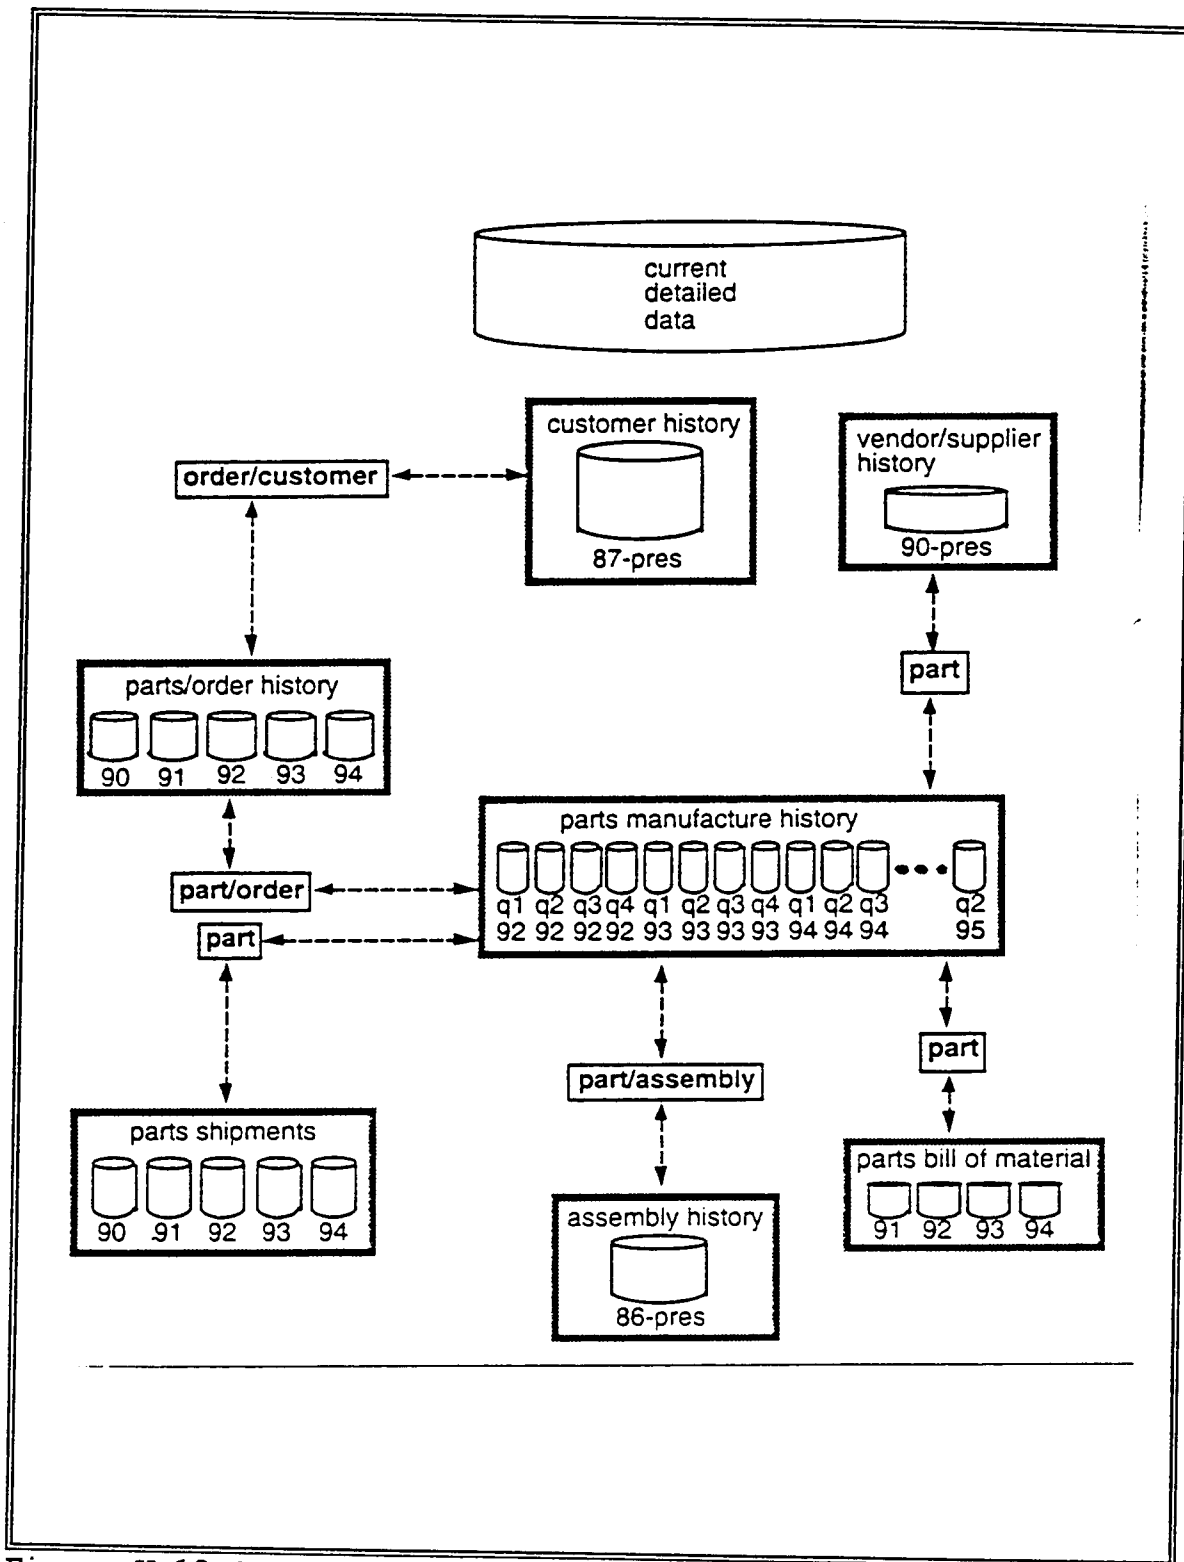 current
detailed
data
customer history
87-pres
vendor/supplier
history
90-pres
order/customer
part
parts/order history
90 91 92 93 94
parts manufacture history
q1 q2 q3 q4 q1 q2 q3 q4 q1 q2 q3 q2
92 92 92 92 93 93 93 93 94 94 94 95
part/order
part
part
part/assembly
parts shipments
90 91 92 93 94
parts bill of material
91 92 93 94
assembly history
86-pres